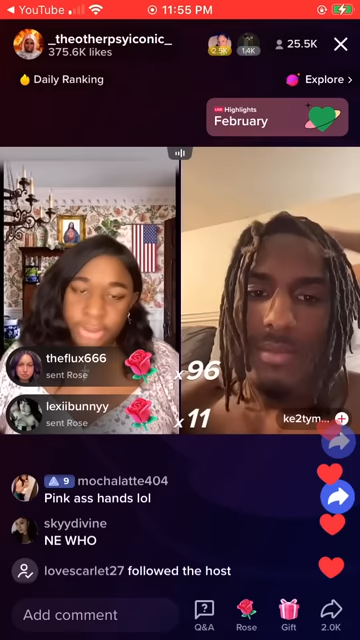 YouTube
11:55 PM
_theotherpsyiconic_
375.6K likes
2.5K
1.4K
25.5K
Daily Ranking
Explore
LIVE Highlights
February
theflux666
sent Rose
x96
lexiibunnyy
sent Rose
x11
ke2tym...
9 mochalatte404
Pink ass hands lol
skyydivine
NE WHO
lovescarlet27 followed the host
Add comment
Q&A
Rose
Gift
2.0K